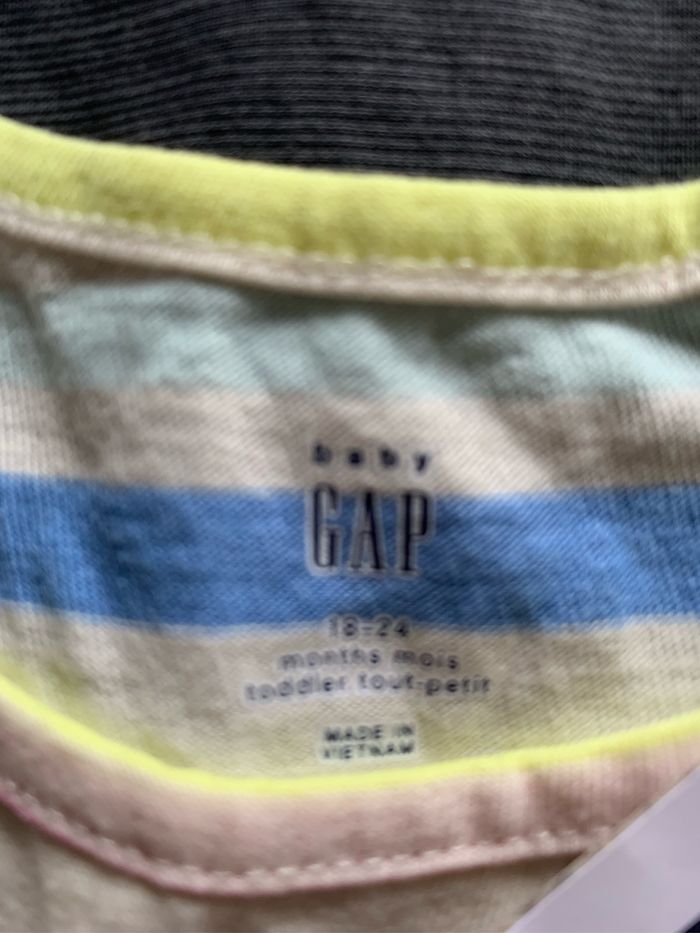 baby
GAP
18-24
months mois
toddler tout-petit
MADE IN
VIETNAM